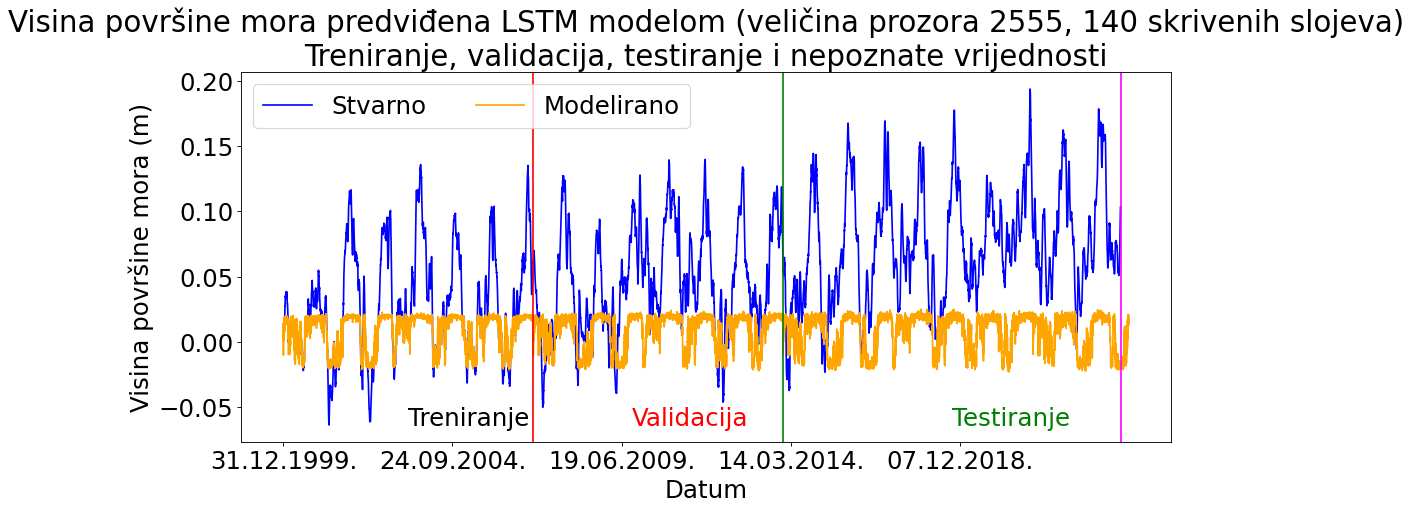 Visina površine mora predviđena LSTM modelom (veličina prozora 2555, 140 skrivenih slojeva)
Treniranje, validacija, testiranje i nepoznate vrijednosti
Stvarno Modelirano
Visina površine mora (m)
0.20
0.15
0.10
0.05
0.00
−0.05
Treniranje Validacija Testiranje
31.12.1999. 24.09.2004. 19.06.2009. 14.03.2014. 07.12.2018.
Datum